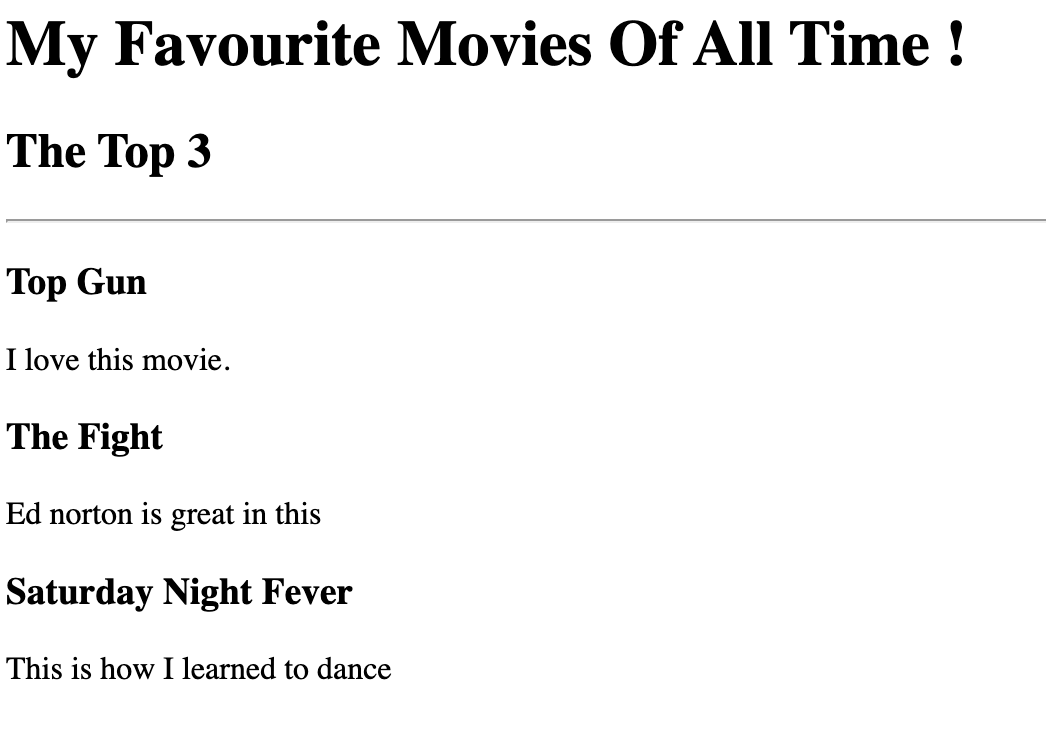 My Favourite Movies Of All Time !
The Top 3
Top Gun
I love this movie.
The Fight
Ed norton is great in this
Saturday Night Fever
This is how I learned to dance